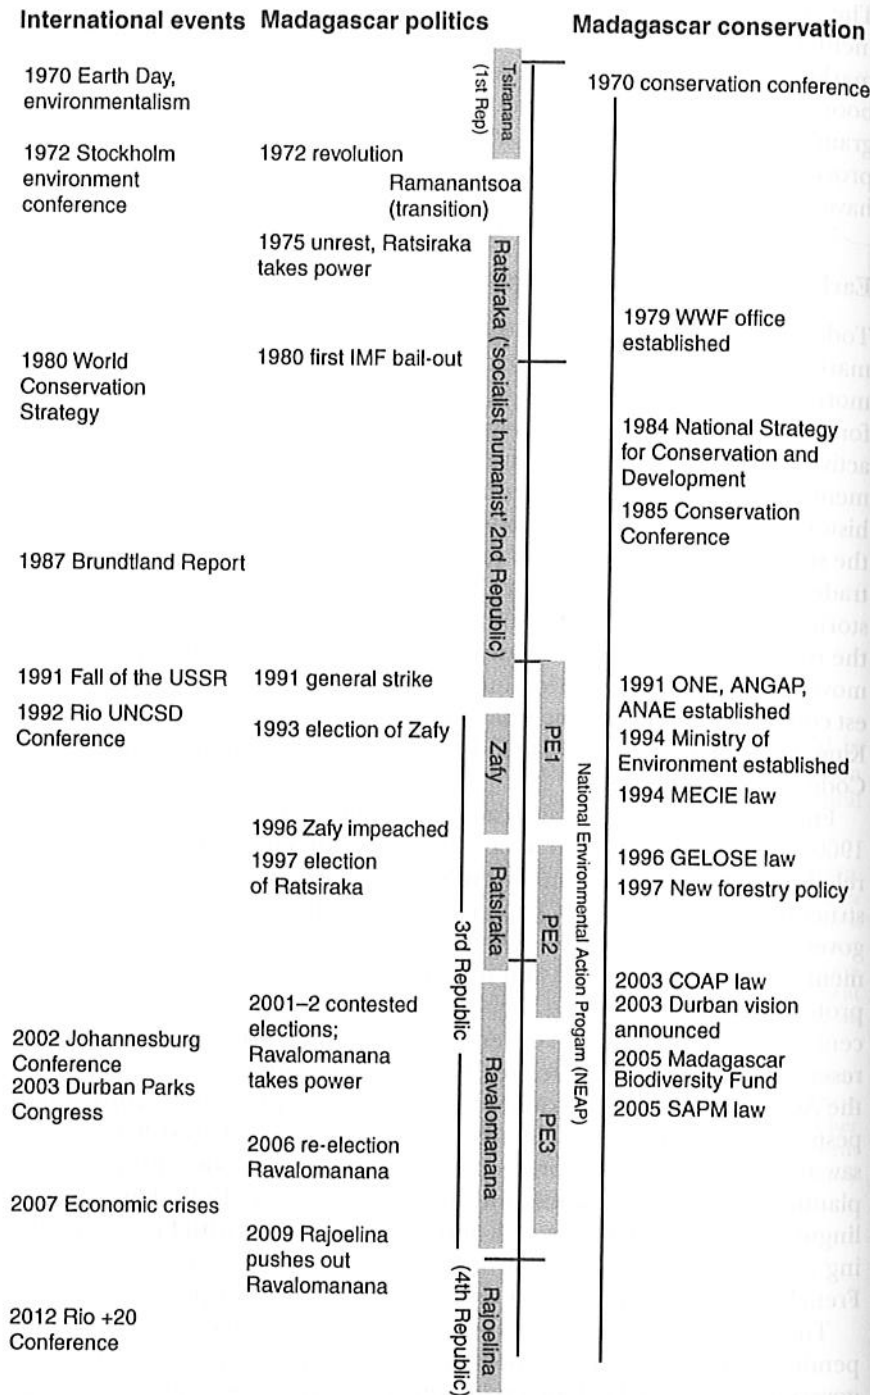 International events
1970 Earth Day,
environmentalism
1972 Stockholm
environment
conference
1980 World
Conservation
Strategy
1987 Brundtland Report
1991 Fall of the USSR
1992 Rio UNCSD
Conference
2002 Johannesburg
Conference
2003 Durban Parks
Congress
2007 Economic crises
2012 Rio +20
Conference
Madagascar politics
1972 revolution
Ramanantsoa
(transition)
1975 unrest, Ratsiraka
takes power
1980 first IMF bail-out
1991 general strike
1993 election of Zafy
1996 Zafy impeached
1997 election
of Ratsiraka
2001–2 contested
elections;
Ravalomanana
takes power
2006 re-election
Ravalomanana
2009 Rajoelina
pushes out
Ravalomanana
Tsiranana
(1st Rep)
Ratsiraka ('socialist humanist' 2nd Republic)
Zafy
Ratsiraka
3rd Republic
Ravalomanana
Rajoelina
(4th Republic)
PE1
PE2
PE3
National Environmental Action Progam (NEAP)
Madagascar conservation
1970 conservation conference
1979 WWF office
established
1984 National Strategy
for Conservation and
Development
1985 Conservation
Conference
1991 ONE, ANGAP,
ANAE established
1994 Ministry of
Environment established
1994 MECIE law
1996 GELOSE law
1997 New forestry policy
2003 COAP law
2003 Durban vision
announced
2005 Madagascar
Biodiversity Fund
2005 SAPM law